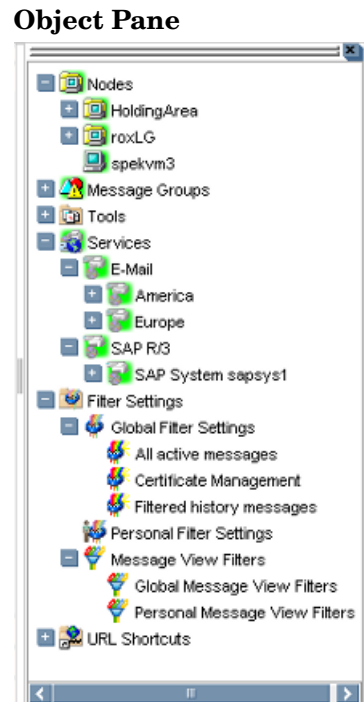 Object Pane
Nodes
HoldingArea
roxLG
spekvm3
Message Groups
Tools
Services
E-Mail
America
Europe
SAP R/3
SAP System sapsys1
Filter Settings
Global Filter Settings
All active messages
Certificate Management
Filtered history messages
Personal Filter Settings
Message View Filters
Global Message View Filters
Personal Message View Filters
URL Shortcuts